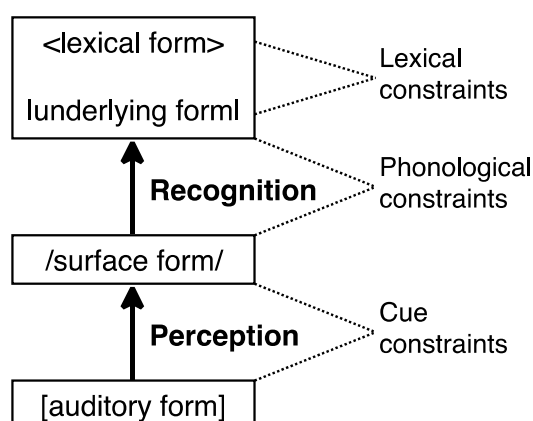 <lexical form>
Lexical
constraints
|underlying form|
Phonological
constraints
Recognition
/surface form/
Cue
constraints
Perception
[auditory form]